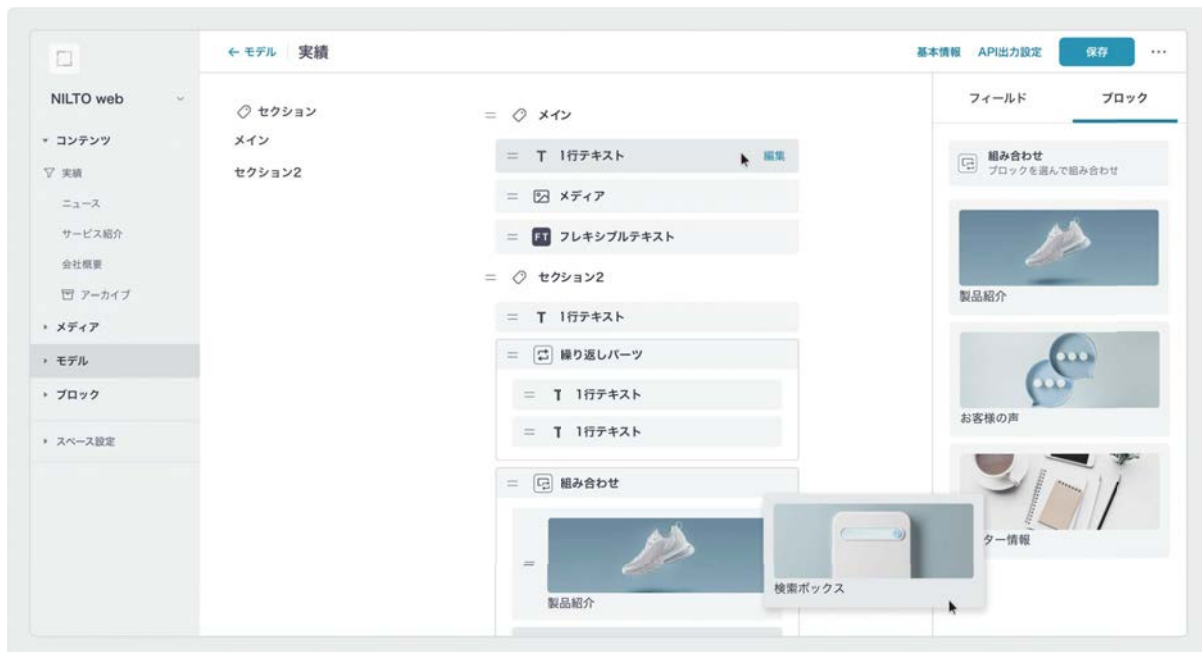 NILTO web
コンテンツ
実績
ニュース
サービス紹介
会社概要
アーカイブ
メディア
モデル
ブロック
スペース設定
← モデル
実績
基本情報
API出力設定
保存
セクション
メイン
セクション2
メイン
1行テキスト
編集
メディア
FT フレキシブルテキスト
セクション2
1行テキスト
繰り返しパーツ
1行テキスト
1行テキスト
組み合わせ
製品紹介
検索ボックス
フィールド
ブロック
組み合わせ
ブロックを選んで組み合わせ
製品紹介
お客様の声
ター情報